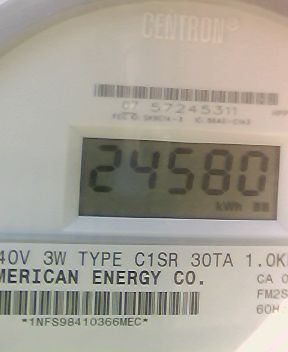 CENTRON®
07 57245311
24580
kWh
40V 3W TYPE C1SR 30TA 1.0K
MERICAN ENERGY CO.
CA 0
FM2S
60H
*1NFS98410366MEC*